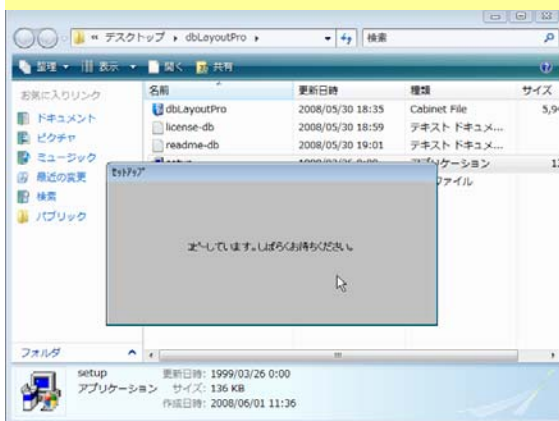 « デスクトップ ▸ dbLayoutPro ▸ 検索
整理 表示 開く 共有
お気に入りリンク
ドキュメント
ピクチャ
ミュージック
最近の変更
検索
パブリック
フォルダ
名前 更新日時 種類 サイズ
dbLayoutPro 2008/05/30 18:35 Cabinet File 5,9
license-db 2008/05/30 18:59 テキスト ドキュメ...
readme-db 2008/05/30 19:01 テキスト ドキュメ...
ファイル
セットアップ
コピーしています。しばらくお待ちください。
setup 更新日時: 1999/03/26 0:00
アプリケーション サイズ: 136 KB
作成日時: 2008/06/01 11:36